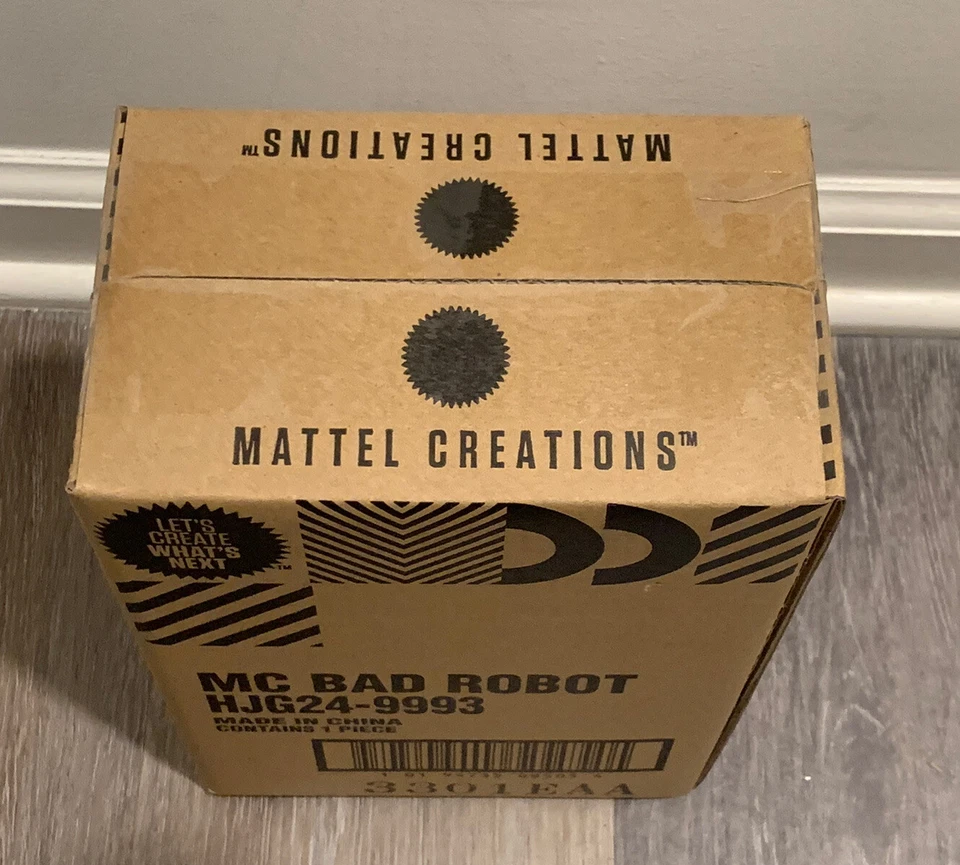 MATTEL CREATIONS™
MATTEL CREATIONS™
LET'S
CREATE
WHAT'S
NEXT™
MC BAD ROBOT
HJG24-9993
MADE IN CHINA
CONTAINS 1 PIECE
3301EAA